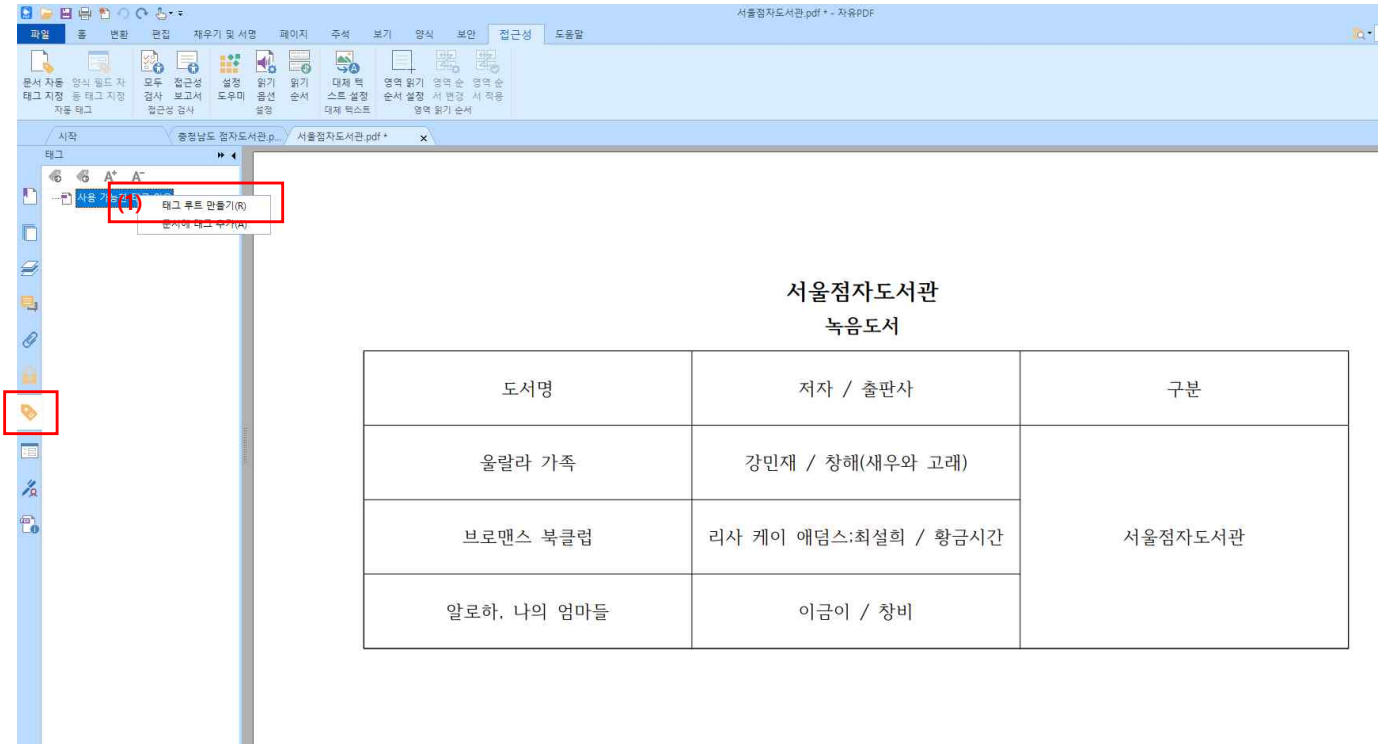 서울점자도서관.pdf * - 자유PDF
파일 홈 변환 편집 채우기 및 서명 페이지 주석 보기 양식 보안 접근성 도움말
문서 자동 태그 지정 양식 필드 자동 태그 지정 모두 검사 접근성 보고서 설정 도우미 읽기 옵션 읽기 순서 대체 텍스트 설정 영역 읽기 순서 설정 영역 순서 변경 영역 순서 적용
자동 태그 접근성 검사 설정 대체 텍스트 영역 읽기 순서
시작 충청남도 점자도서관.p... 서울점자도서관.pdf * x
태그
A+ A-
사용
(1) 태그 루트 만들기(R)
문서에 태그 추가(A)
서울점자도서관
녹음도서
도서명 저자 / 출판사 구분
울랄라 가족 강민재 / 창해(새우와 고래)
브로맨스 북클럽 리사 케이 애덤스;최설희 / 황금시간 서울점자도서관
알로하, 나의 엄마들 이금이 / 창비